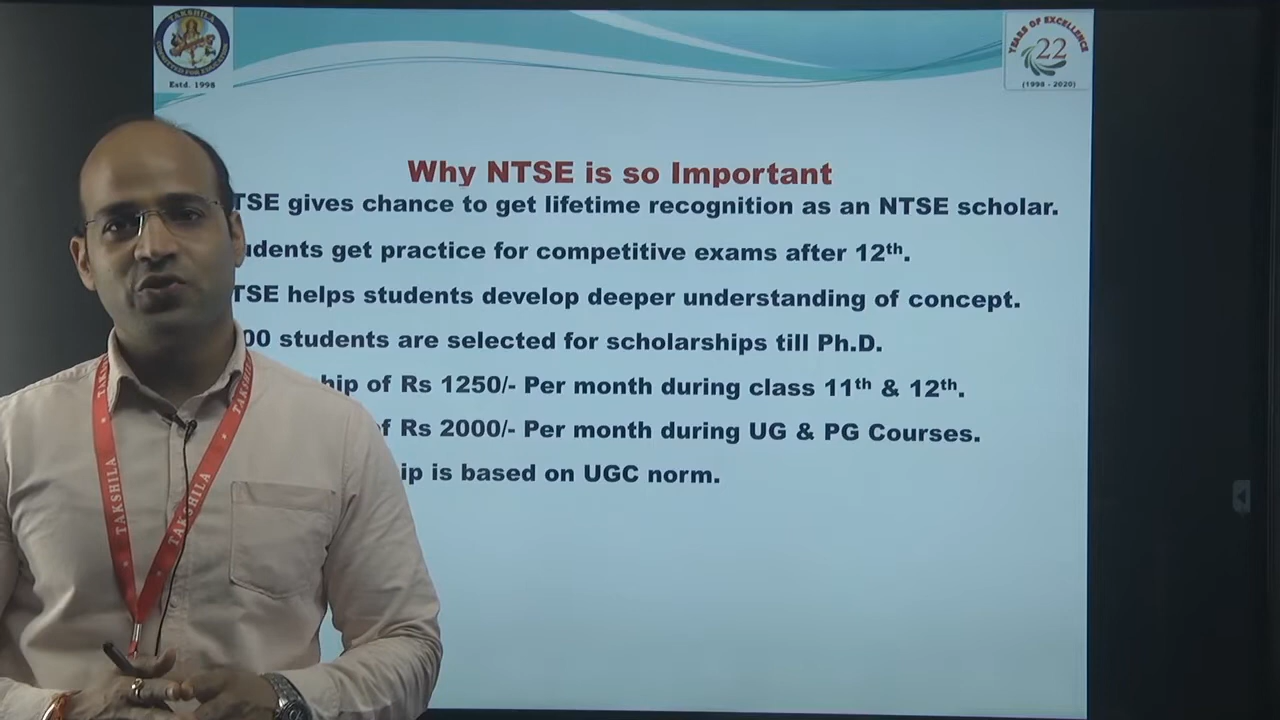 TAKSHILA
Estd. 1998
YEARS OF EXCELLENCE
22
(1998 - 2020)
Why NTSE is so Important
TSE gives chance to get lifetime recognition as an NTSE scholar.
udents get practice for competitive exams after 12th.
TSE helps students develop deeper understanding of concept.
00 students are selected for scholarships till Ph.D.
hip of Rs 1250/- Per month during class 11th & 12th.
f Rs 2000/- Per month during UG & PG Courses.
ip is based on UGC norm.
TAKSHILA
TAKSHILA
TAKSHILA